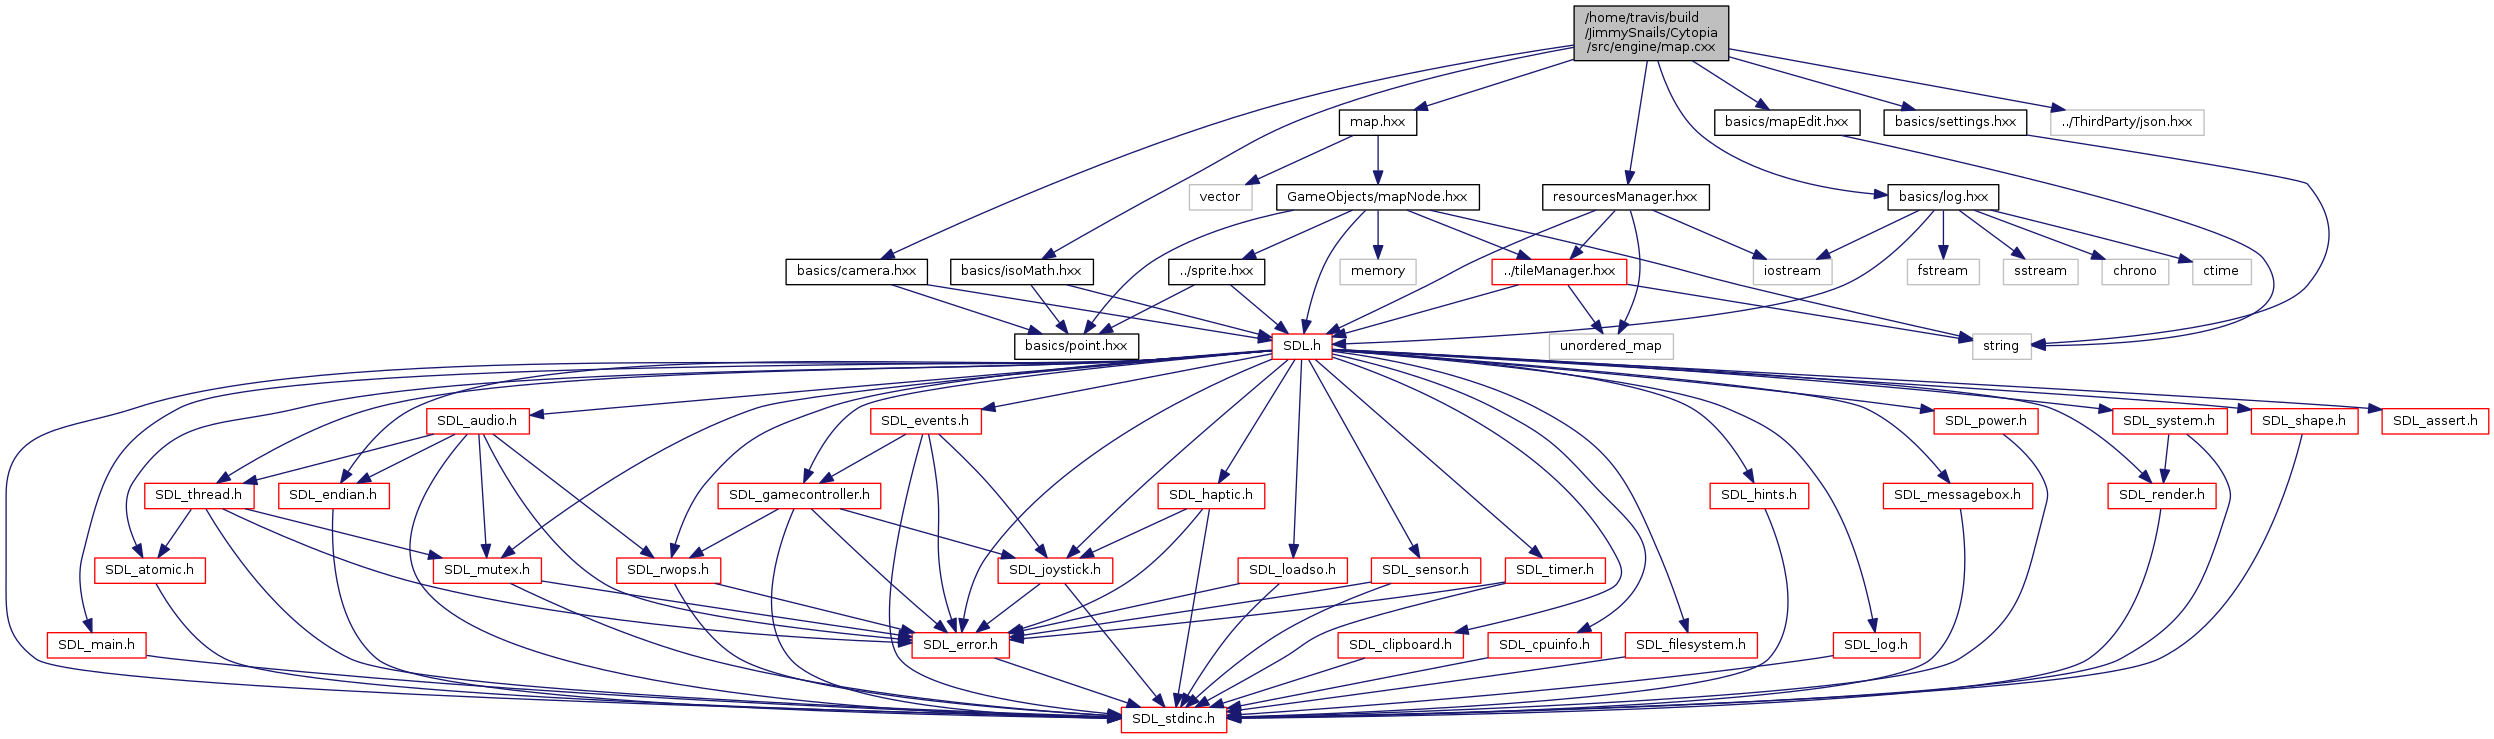 /home/travis/build
/JimmySnails/Cytopia
/src/engine/map.cxx
map.hxx
basics/mapEdit.hxx
basics/settings.hxx
../ThirdParty/json.hxx
vector
GameObjects/mapNode.hxx
resourcesManager.hxx
basics/log.hxx
basics/camera.hxx
basics/isoMath.hxx
../sprite.hxx
memory
../tileManager.hxx
iostream
fstream
sstream
chrono
ctime
basics/point.hxx
SDL.h
unordered_map
string
SDL_audio.h
SDL_events.h
SDL_power.h
SDL_system.h
SDL_shape.h
SDL_assert.h
SDL_thread.h
SDL_endian.h
SDL_gamecontroller.h
SDL_haptic.h
SDL_hints.h
SDL_messagebox.h
SDL_render.h
SDL_atomic.h
SDL_mutex.h
SDL_rwops.h
SDL_joystick.h
SDL_loadso.h
SDL_sensor.h
SDL_timer.h
SDL_main.h
SDL_error.h
SDL_clipboard.h
SDL_cpuinfo.h
SDL_filesystem.h
SDL_log.h
SDL_stdinc.h